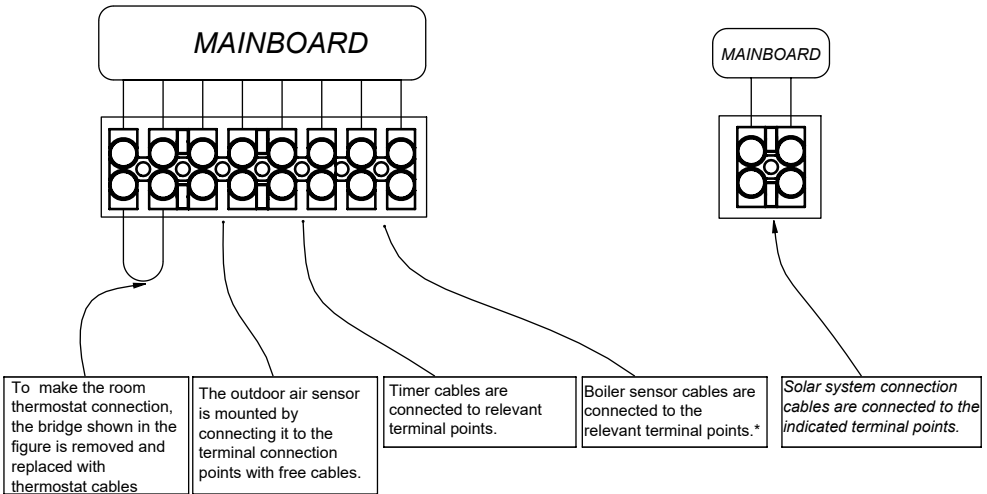 MAINBOARD
MAINBOARD
To make the room
thermostat connection,
the bridge shown in the
figure is removed and
replaced with
thermostat cables
The outdoor air sensor
is mounted by
connecting it to the
terminal connection
points with free cables.
Timer cables are
connected to relevant
terminal points.
Boiler sensor cables are
connected to the
relevant terminal points.*
Solar system connection
cables are connected to the
indicated terminal points.